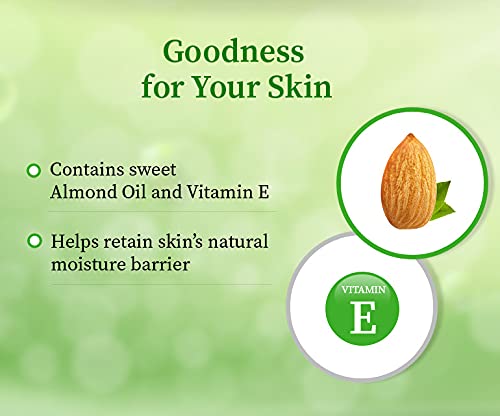 Goodness
for Your Skin
Contains sweet
Almond Oil and Vitamin E
Helps retain skin’s natural
moisture barrier
VITAMIN
E